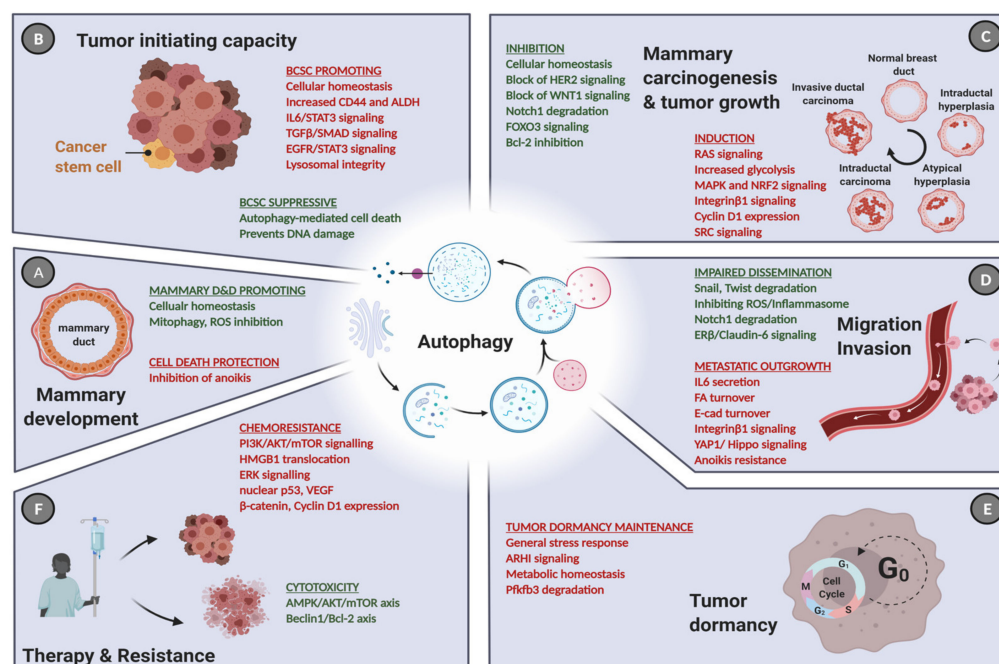 B
Tumor initiating capacity
BCSC PROMOTING
Cellular homeostasis
Increased CD44 and ALDH
IL6/STAT3 signaling
TGFβ/SMAD signaling
EGFR/STAT3 signaling
Lysosomal integrity
Cancer
stem cell
BCSC SUPPRESSIVE
Autophagy-mediated cell death
Prevents DNA damage
C
INHIBITION
Cellular homeostasis
Block of HER2 signaling
Block of WNT1 signaling
Notch1 degradation
FOXO3 signaling
Bcl-2 inhibition
Mammary
carcinogenesis
& tumor growth
INDUCTION
RAS signaling
Increased glycolysis
MAPK and NRF2 signaling
Integrinβ1 signaling
Cyclin D1 expression
SRC signaling
Normal breast
duct
Invasive ductal
carcinoma
Intraductal
hyperplasia
Intraductal
carcinoma
Atypical
hyperplasia
A
mammary
duct
MAMMARY D&D PROMOTING
Cellualr homeostasis
Mitophagy, ROS inhibition
CELL DEATH PROTECTION
Inhibition of anoikis
Mammary
development
Autophagy
D
IMPAIRED DISSEMINATION
Snail, Twist degradation
Inhibiting ROS/Inflammasome
Notch1 degradation
ERβ/Claudin-6 signaling
Migration
Invasion
METASTATIC OUTGROWTH
IL6 secretion
FA turnover
E-cad turnover
Integrinβ1 signaling
YAP1/ Hippo signaling
Anoikis resistance
F
CHEMORESISTANCE
PI3K/AKT/mTOR signalling
HMGB1 translocation
ERK signalling
nuclear p53, VEGF
β-catenin, Cyclin D1 expression
CYTOTOXICITY
AMPK/AKT/mTOR axis
Beclin1/Bcl-2 axis
Therapy & Resistance
E
TUMOR DORMANCY MAINTENANCE
General stress response
ARHI signaling
Metabolic homeostasis
Pfkfb3 degradation
G0
G1
M
Cell
Cycle
G2
S
Tumor
dormancy